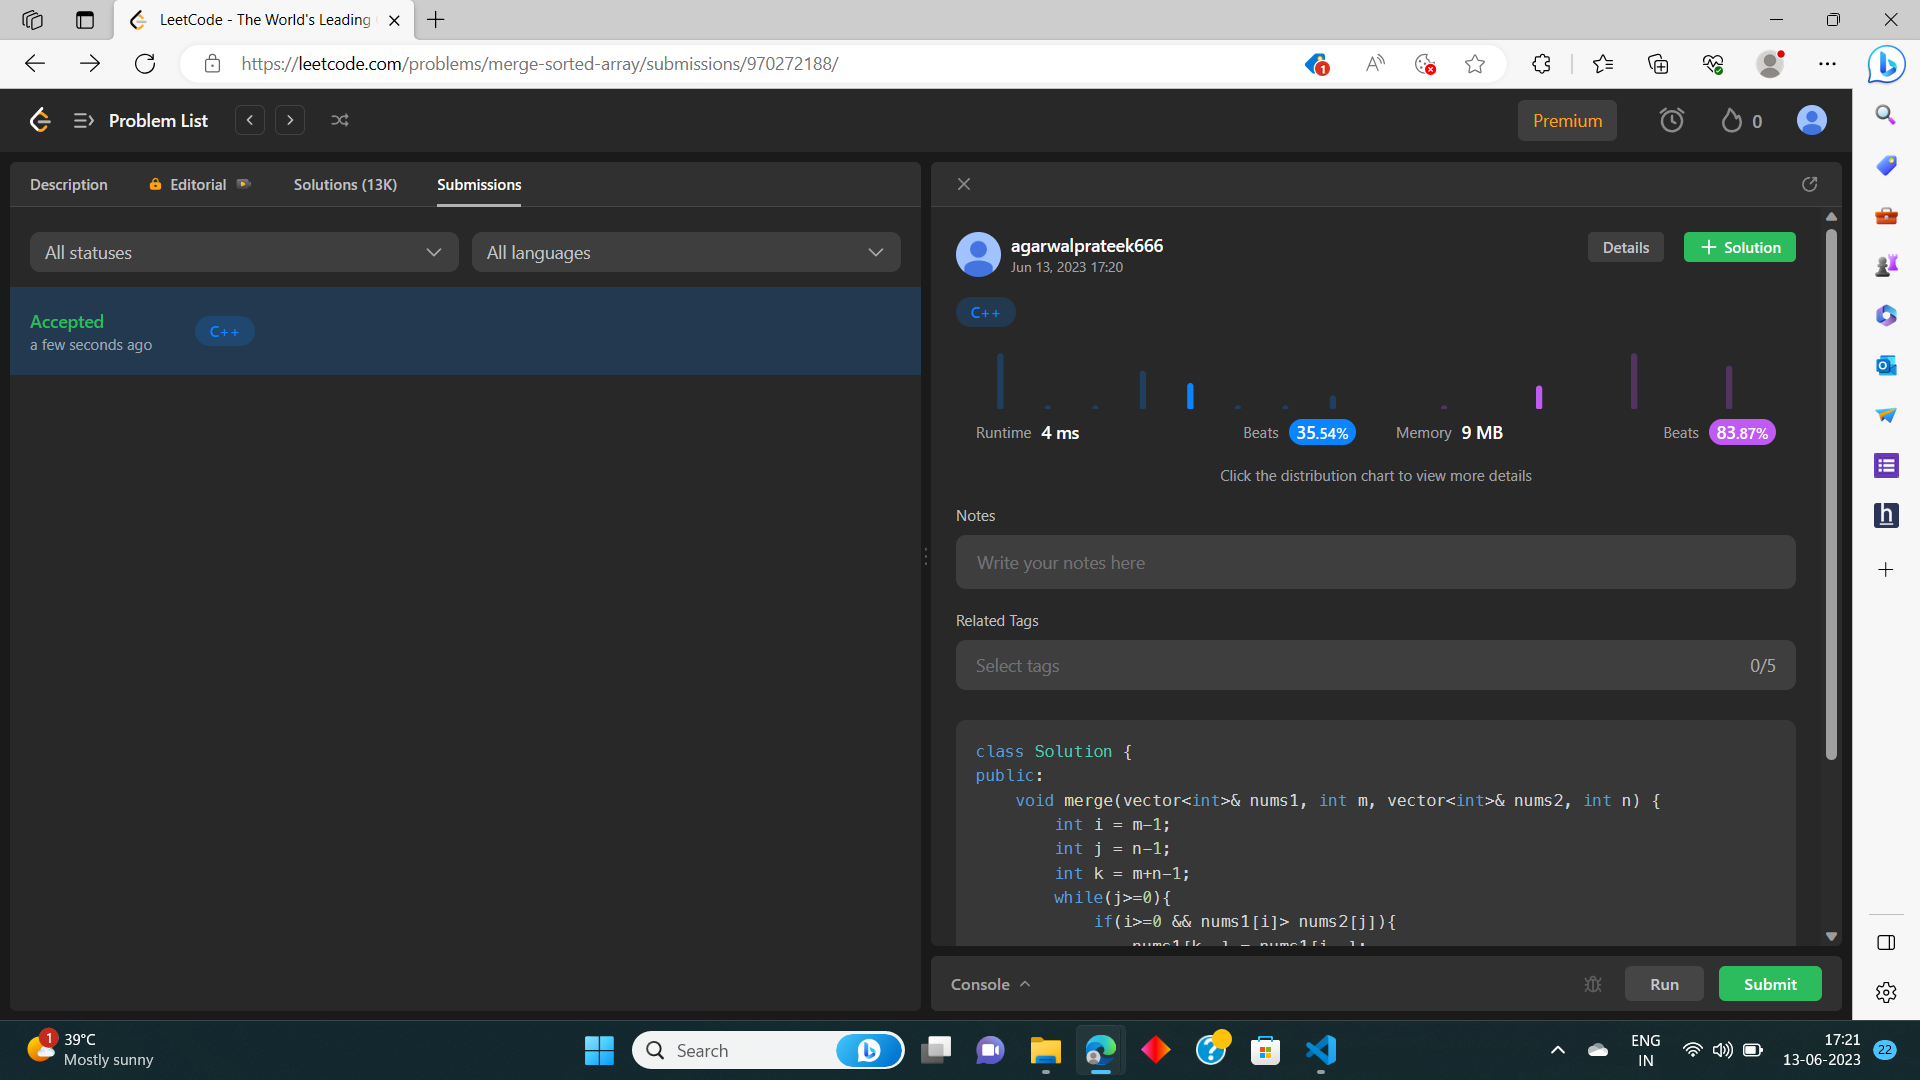 LeetCode - The World's Leading
https://leetcode.com/problems/merge-sorted-array/submissions/970272188/
1
Problem List
Premium
0
Description
Editorial
Solutions (13K)
Submissions
All statuses
All languages
Accepted
C++
a few seconds ago
agarwalprateek666
Jun 13, 2023 17:20
Details
+ Solution
C++
Runtime 4 ms
Beats 35.54%
Memory 9 MB
Beats 83.87%
Click the distribution chart to view more details
Notes
Write your notes here
Related Tags
Select tags
0/5
class Solution {
public:
    void merge(vector<int>& nums1, int m, vector<int>& nums2, int n) {
        int i = m-1;
        int j = n-1;
        int k = m+n-1;
        while(j>=0){
            if(i>=0 && nums1[i]> nums2[j]){
Console
Run
Submit
1
39°C
Mostly sunny
Search
ENG
IN
17:21
13-06-2023
22